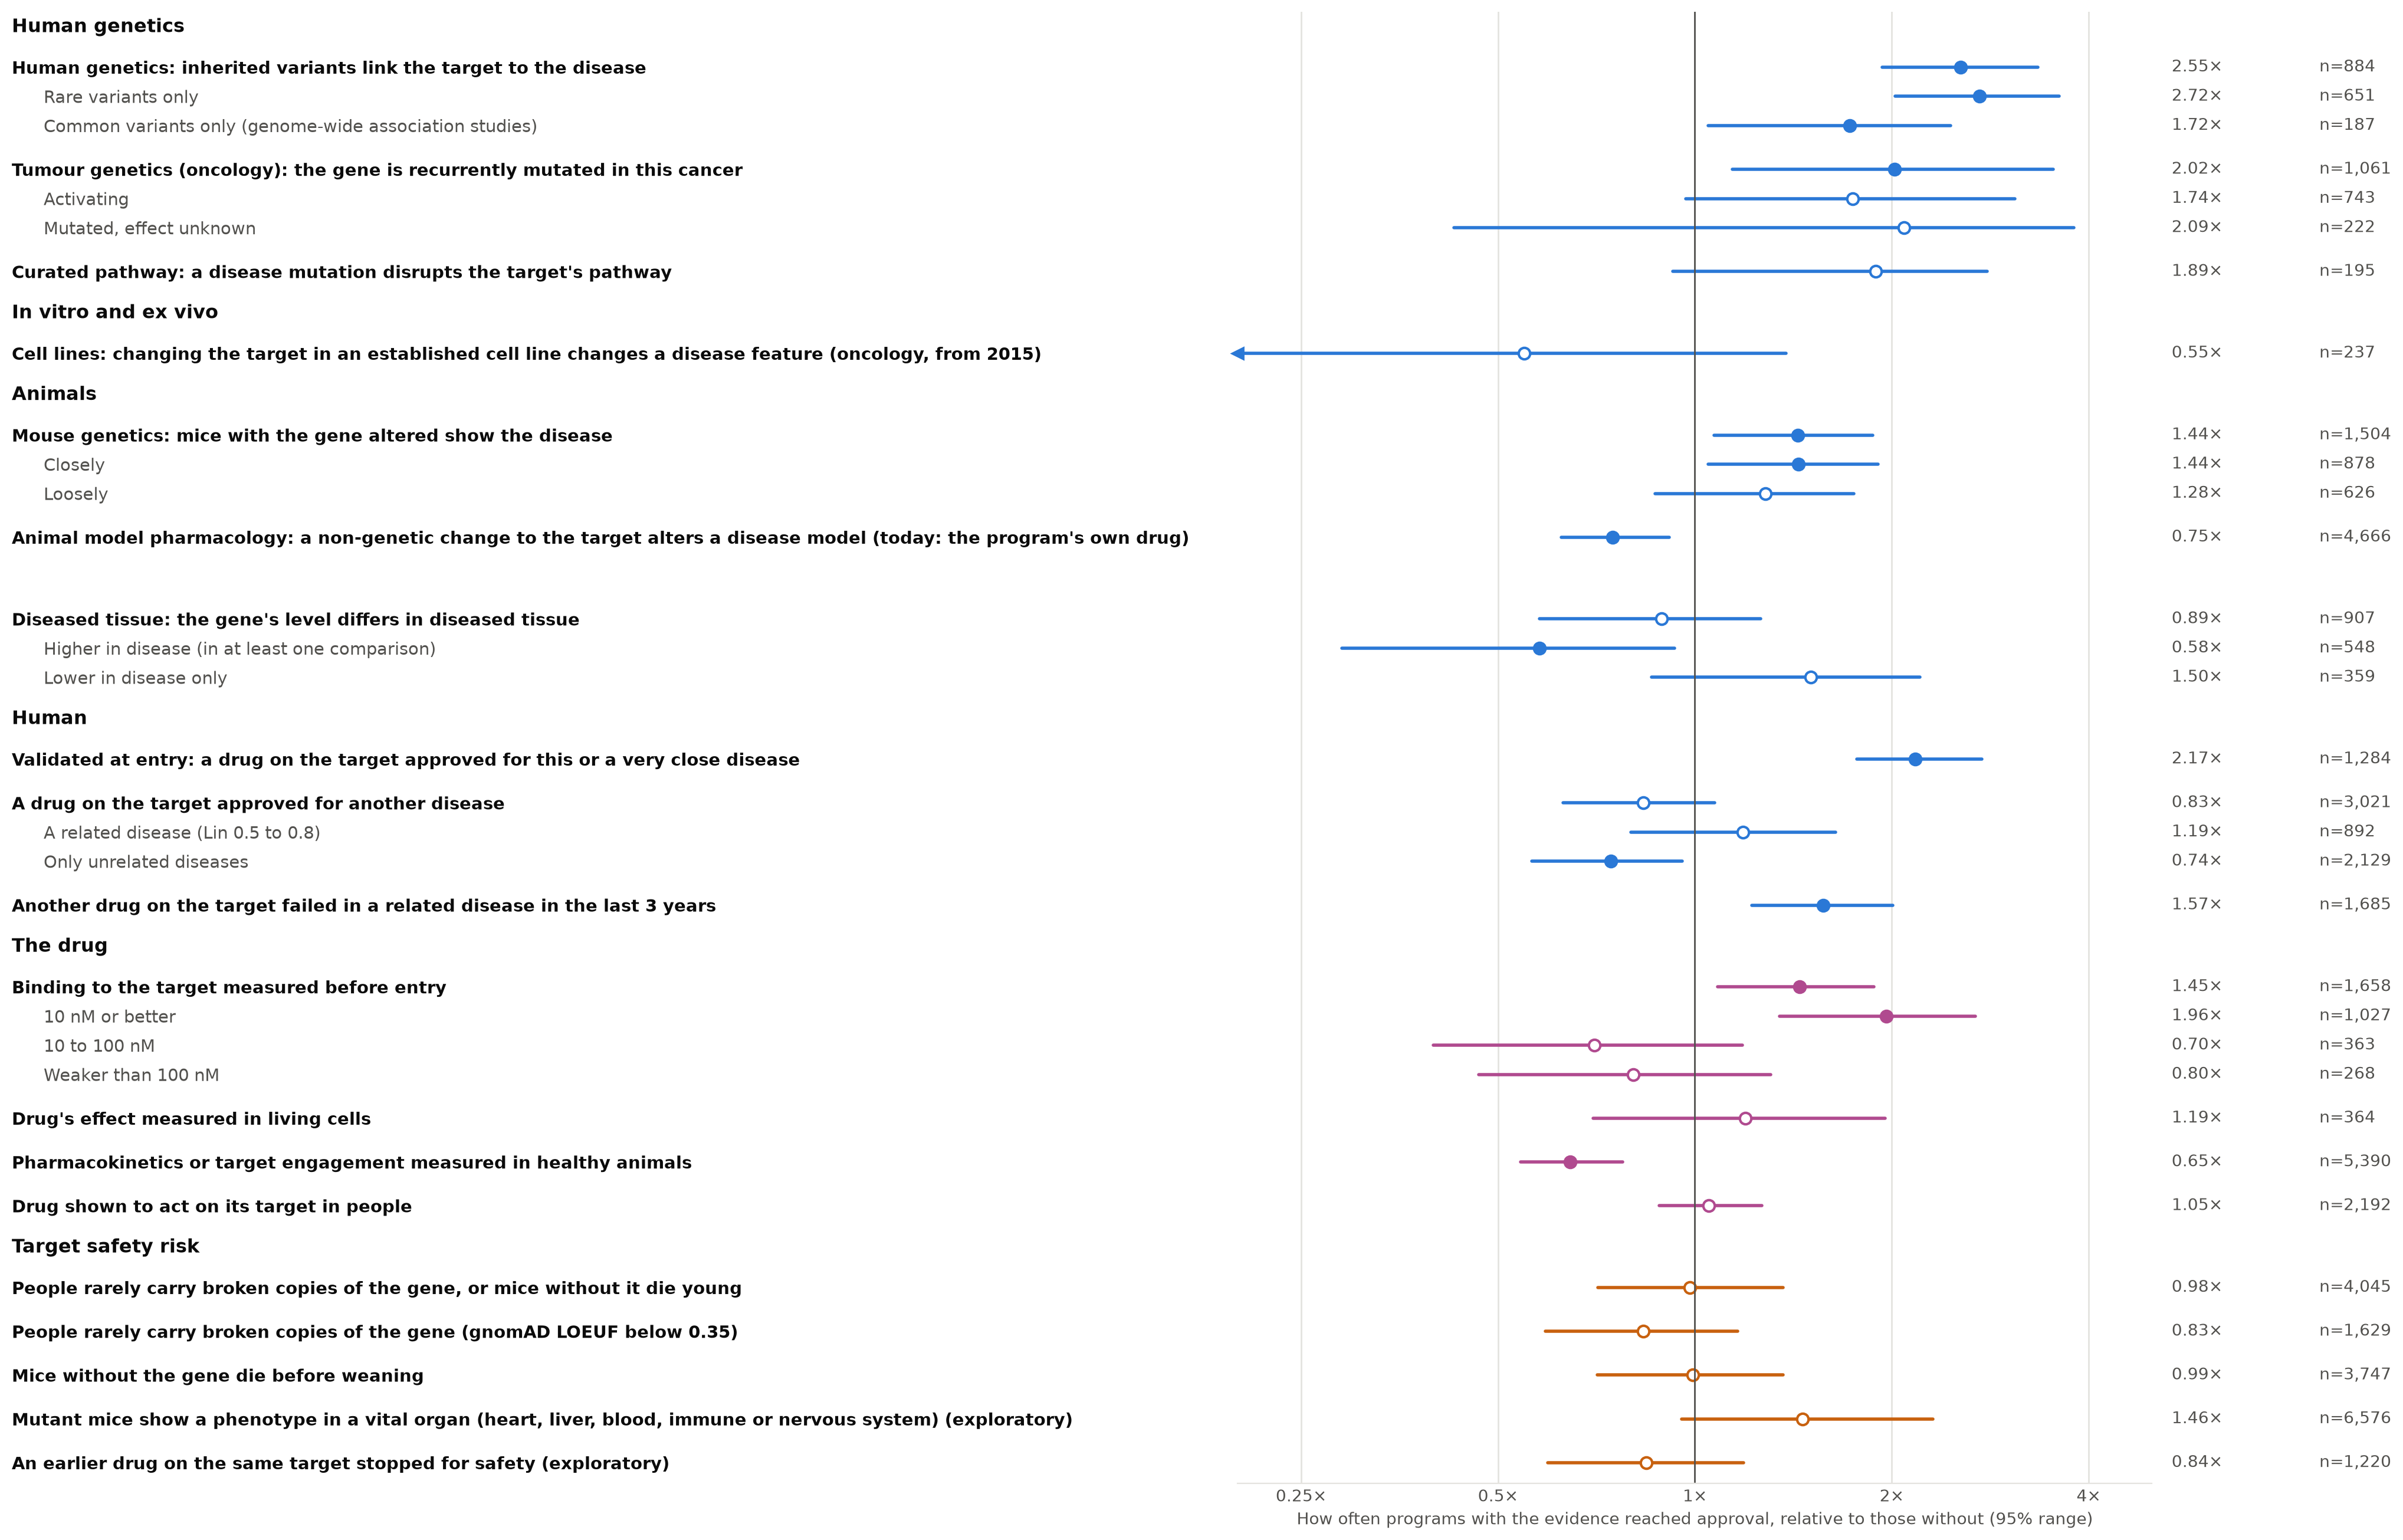 Human genetics
Human genetics: inherited variants link the target to the disease 2.55× n=884
Rare variants only 2.72× n=651
Common variants only (genome-wide association studies) 1.72× n=187
Tumour genetics (oncology): the gene is recurrently mutated in this cancer 2.02× n=1,061
Activating 1.74× n=743
Mutated, effect unknown 2.09× n=222
Curated pathway: a disease mutation disrupts the target's pathway 1.89× n=195
In vitro and ex vivo
Cell lines: changing the target in an established cell line changes a disease feature (oncology, from 2015) 0.55× n=237
Animals
Mouse genetics: mice with the gene altered show the disease 1.44× n=1,504
Closely 1.44× n=878
Loosely 1.28× n=626
Animal model pharmacology: a non-genetic change to the target alters a disease model (today: the program's own drug) 0.75× n=4,666
Diseased tissue: the gene's level differs in diseased tissue 0.89× n=907
Higher in disease (in at least one comparison) 0.58× n=548
Lower in disease only 1.50× n=359
Human
Validated at entry: a drug on the target approved for this or a very close disease 2.17× n=1,284
A drug on the target approved for another disease 0.83× n=3,021
A related disease (Lin 0.5 to 0.8) 1.19× n=892
Only unrelated diseases 0.74× n=2,129
Another drug on the target failed in a related disease in the last 3 years 1.57× n=1,685
The drug
Binding to the target measured before entry 1.45× n=1,658
10 nM or better 1.96× n=1,027
10 to 100 nM 0.70× n=363
Weaker than 100 nM 0.80× n=268
Drug's effect measured in living cells 1.19× n=364
Pharmacokinetics or target engagement measured in healthy animals 0.65× n=5,390
Drug shown to act on its target in people 1.05× n=2,192
Target safety risk
People rarely carry broken copies of the gene, or mice without it die young 0.98× n=4,045
People rarely carry broken copies of the gene (gnomAD LOEUF below 0.35) 0.83× n=1,629
Mice without the gene die before weaning 0.99× n=3,747
Mutant mice show a phenotype in a vital organ (heart, liver, blood, immune or nervous system) (exploratory) 1.46× n=6,576
An earlier drug on the same target stopped for safety (exploratory) 0.84× n=1,220
0.25× 0.5× 1× 2× 4×
How often programs with the evidence reached approval, relative to those without (95% range)